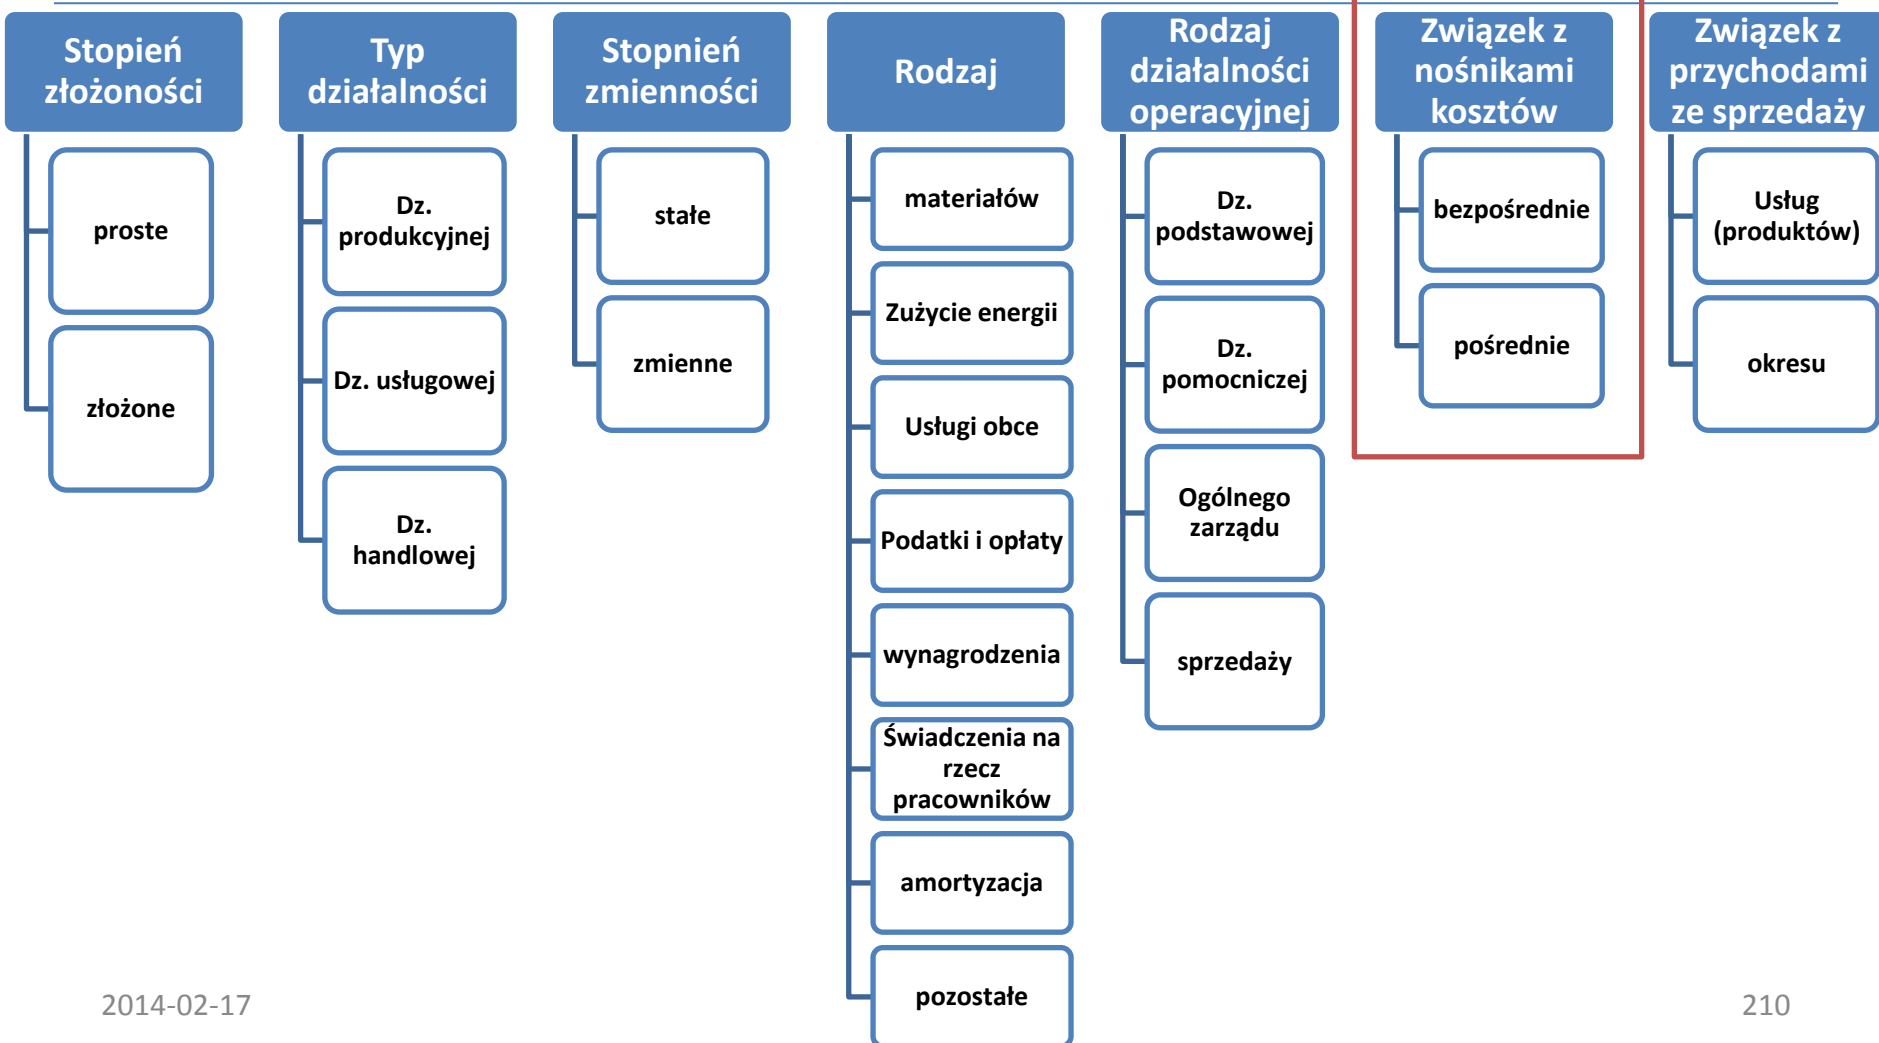 Stopień
złożoności
proste
złożone
Typ
działalności
Dz.
produkcyjnej
Dz. usługowej
Dz.
handlowej
Stopnień
zmienności
stałe
zmienne
Rodzaj
materiałów
Zużycie energii
Usługi obce
Podatki i opłaty
wynagrodzenia
Świadczenia na
rzecz
pracowników
amortyzacja
pozostałe
Rodzaj
działalności
operacyjnej
Dz.
podstawowej
Dz.
pomocniczej
Ogólnego
zarządu
sprzedaży
Związek z
nośnikami
kosztów
bezpośrednie
pośrednie
Związek z
przychodami
ze sprzedaży
Usług
(produktów)
okresu
2014-02-17
210